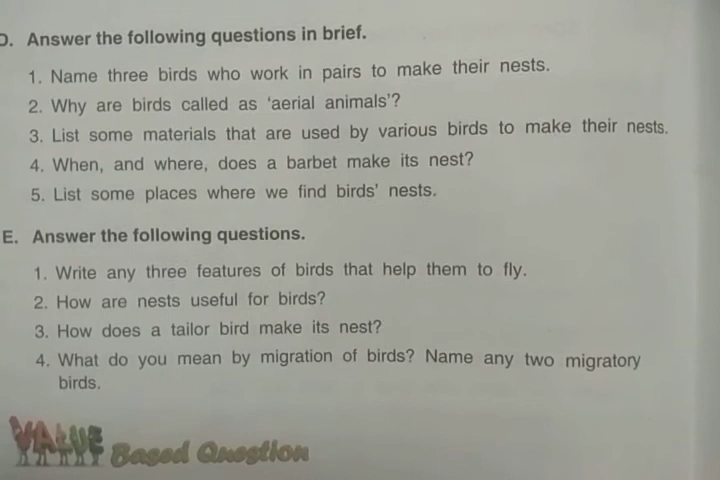 D. Answer the following questions in brief.
1. Name three birds who work in pairs to make their nests.
2. Why are birds called as 'aerial animals'?
3. List some materials that are used by various birds to make their nests.
4. When, and where, does a barbet make its nest?
5. List some places where we find birds' nests.
E. Answer the following questions.
1. Write any three features of birds that help them to fly.
2. How are nests useful for birds?
3. How does a tailor bird make its nest?
4. What do you mean by migration of birds? Name any two migratory
birds.
VALUE Based Question